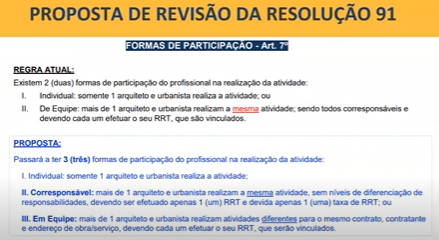 PROPOSTA DE REVISÃO DA RESOLUÇÃO 91
FORMAS DE PARTICIPAÇÃO - Art. 7º
REGRA ATUAL:
Existem 2 (duas) formas de participação do profissional na realização da atividade:
I. Individual: somente 1 arquiteto e urbanista realiza a atividade; ou
II. De Equipe: mais de 1 arquiteto e urbanista realizam a mesma atividade; sendo todos corresponsáveis e
devendo cada um efetuar o seu RRT, que são vinculados.
PROPOSTA:
Passará a ter 3 (três) formas de participação do profissional na realização da atividade:
I. Individual: somente 1 arquiteto e urbanista realiza a atividade;
II. Corresponsável: mais de 1 arquiteto e urbanista realizam a mesma atividade, sem níveis de diferenciação de
responsabilidades, devendo ser efetuado apenas 1 (um) RRT e devida apenas 1 (uma) taxa de RRT; ou
III. Em Equipe: mais de 1 arquiteto e urbanista realizam atividades diferentes para o mesmo contrato, contratante
e endereço de obra/serviço, devendo cada um efetuar o seu RRT, que serão vinculados.